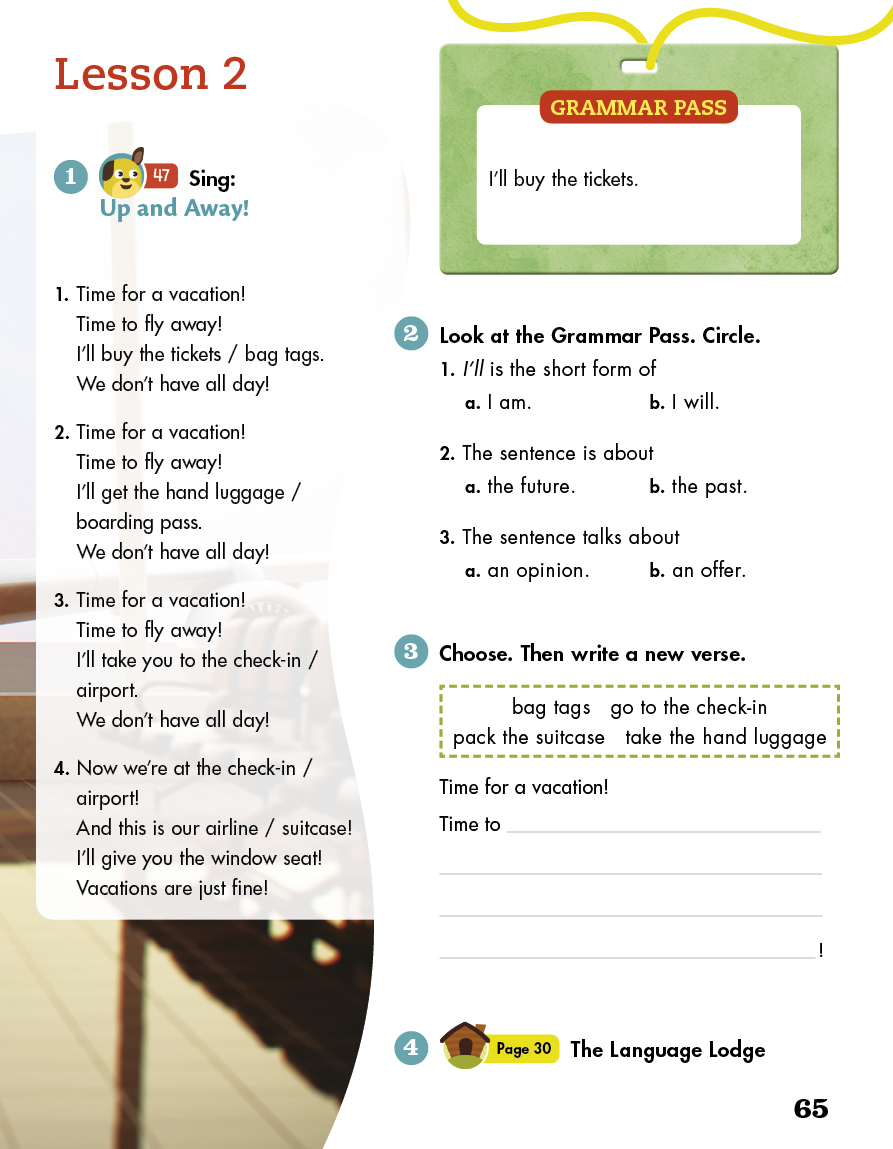 Lesson 2
1
47 Sing:
Up and Away!
1. Time for a vacation!
Time to fly away!
I'll buy the tickets / bag tags.
We don't have all day!
2. Time for a vacation!
Time to fly away!
I'll get the hand luggage /
boarding pass.
We don't have all day!
3. Time for a vacation!
Time to fly away!
I'll take you to the check-in /
airport.
We don't have all day!
4. Now we're at the check-in /
airport!
And this is our airline / suitcase!
I'll give you the window seat!
Vacations are just fine!
GRAMMAR PASS
I'll buy the tickets.
2 Look at the Grammar Pass. Circle.
1. I'll is the short form of
a. I am. b. I will.
2. The sentence is about
a. the future. b. the past.
3. The sentence talks about
a. an opinion. b. an offer.
3 Choose. Then write a new verse.
bag tags go to the check-in
pack the suitcase take the hand luggage
Time for a vacation!
Time to
!
4 Page 30 The Language Lodge
65